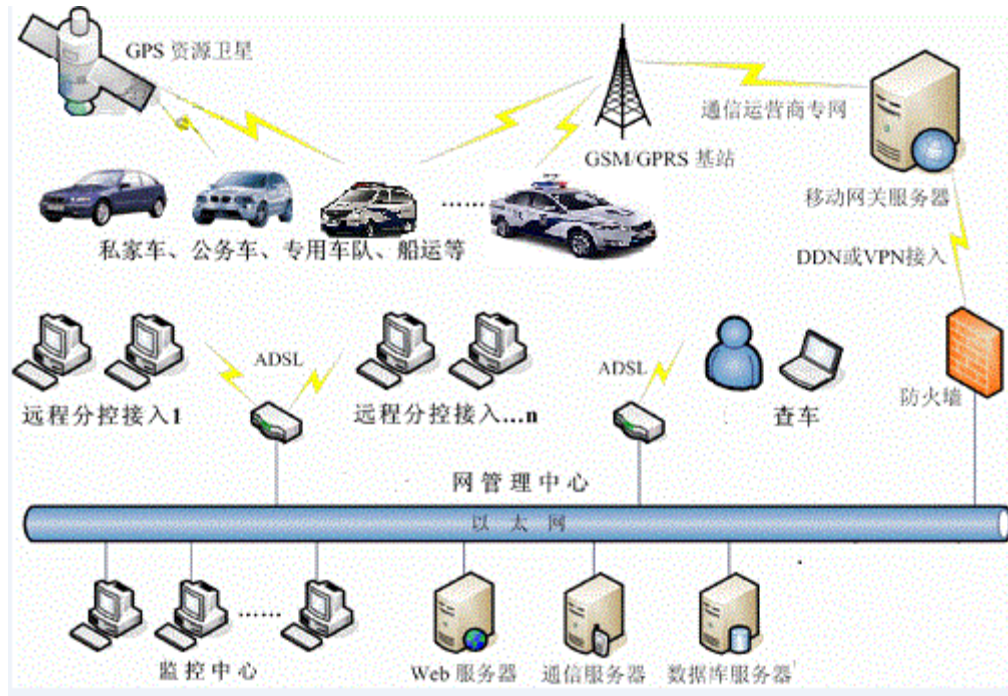 GPS 资源卫星
通信运营商专网
GSM/GPRS 基站
移动网关服务器
私家车、公务车、专用车队、船运等
DDN或VPN接入
ADSL
ADSL
远程分控接入1
远程分控接入...n
查车
防火墙
网管理中心
以太网
监控中心
Web 服务器
通信服务器
数据库服务器